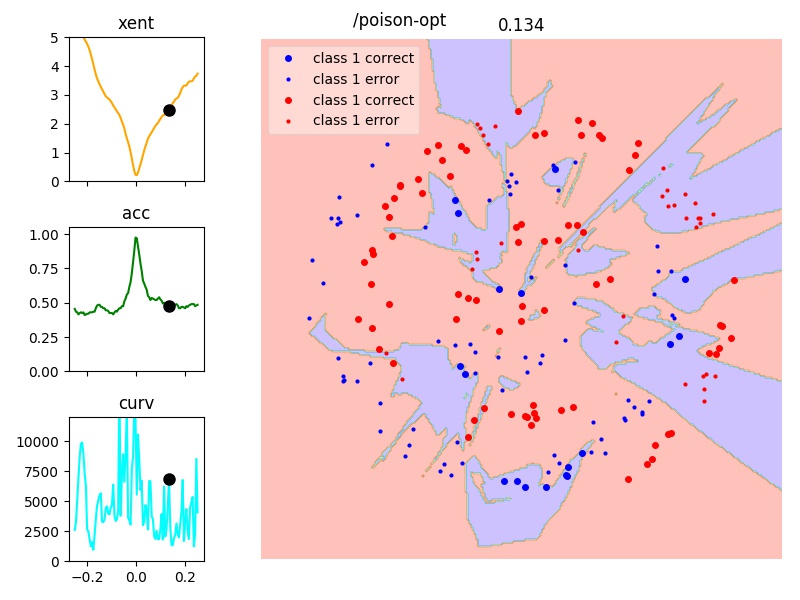 /poison-opt
0.134
xent
5
4
3
2
1
0
acc
1.00
0.75
0.50
0.25
0.00
curv
10000
7500
5000
2500
0
−0.2 0.0 0.2
class 1 correct
class 1 error
class 1 correct
class 1 error